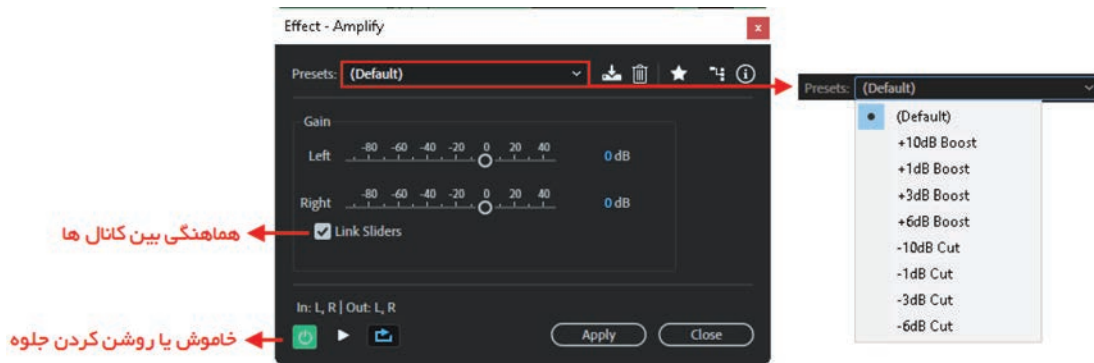 Effect - Amplify
x
Presets: (Default)
Gain
-80 -60 -40 -20 0 20 40
Left 0 dB
-80 -60 -40 -20 0 20 40
Right 0 dB
Link Sliders
هماهنگی بین کانال ها
In: L, R | Out: L, R
خاموش یا روشن کردن جلوه
Apply Close
Presets: (Default)
(Default)
+10dB Boost
+1dB Boost
+3dB Boost
+6dB Boost
-10dB Cut
-1dB Cut
-3dB Cut
-6dB Cut